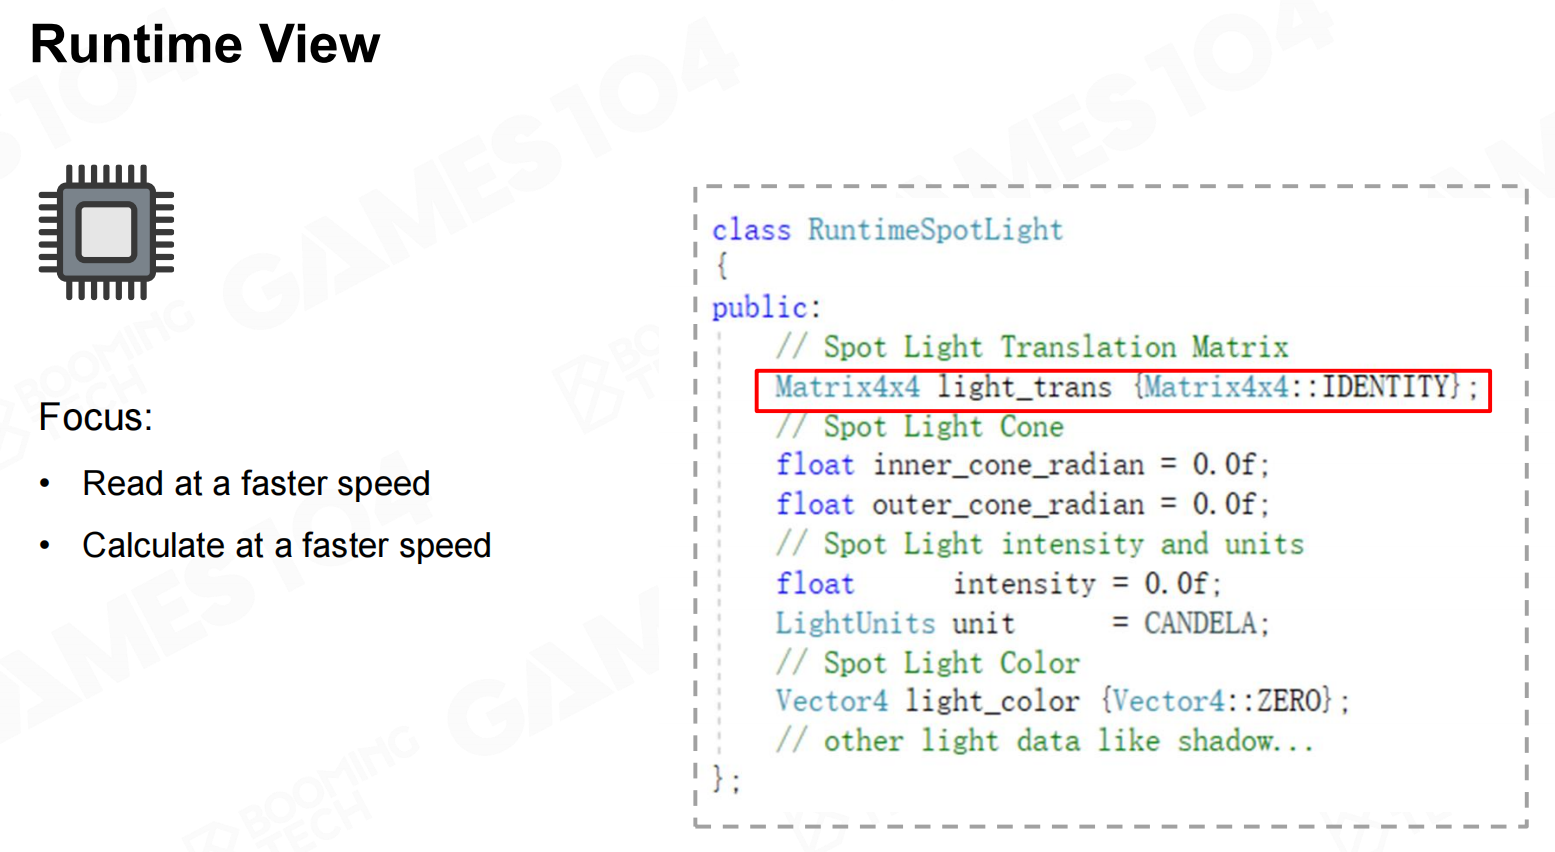 Runtime View
Focus:
• Read at a faster speed
• Calculate at a faster speed
class RuntimeSpotLight
{
public:
// Spot Light Translation Matrix
Matrix4x4 light_trans {Matrix4x4::IDENTITY};
// Spot Light Cone
float inner_cone_radian = 0.0f;
float outer_cone_radian = 0.0f;
// Spot Light intensity and units
float intensity = 0.0f;
LightUnits unit = CANDELA;
// Spot Light Color
Vector4 light_color {Vector4::ZERO};
// other light data like shadow...
};
GAMES104
BOOMING TECH